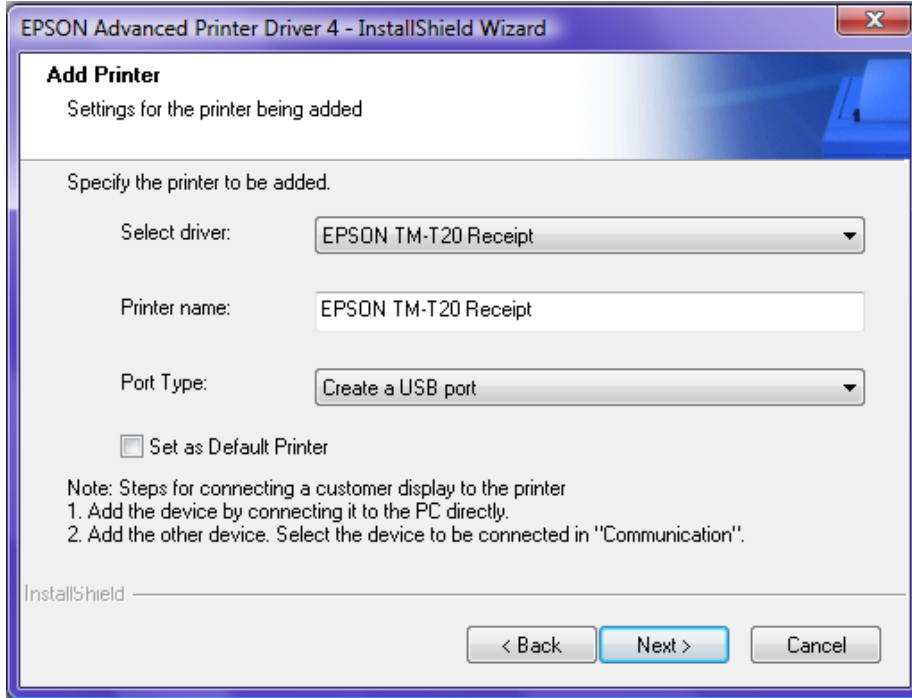 EPSON Advanced Printer Driver 4 - InstallShield Wizard
Add Printer
Settings for the printer being added
Specify the printer to be added.
Select driver: EPSON TM-T20 Receipt
Printer name: EPSON TM-T20 Receipt
Port Type: Create a USB port
Set as Default Printer
Note: Steps for connecting a customer display to the printer
1. Add the device by connecting it to the PC directly.
2. Add the other device. Select the device to be connected in "Communication".
InstallShield
< Back Next > Cancel